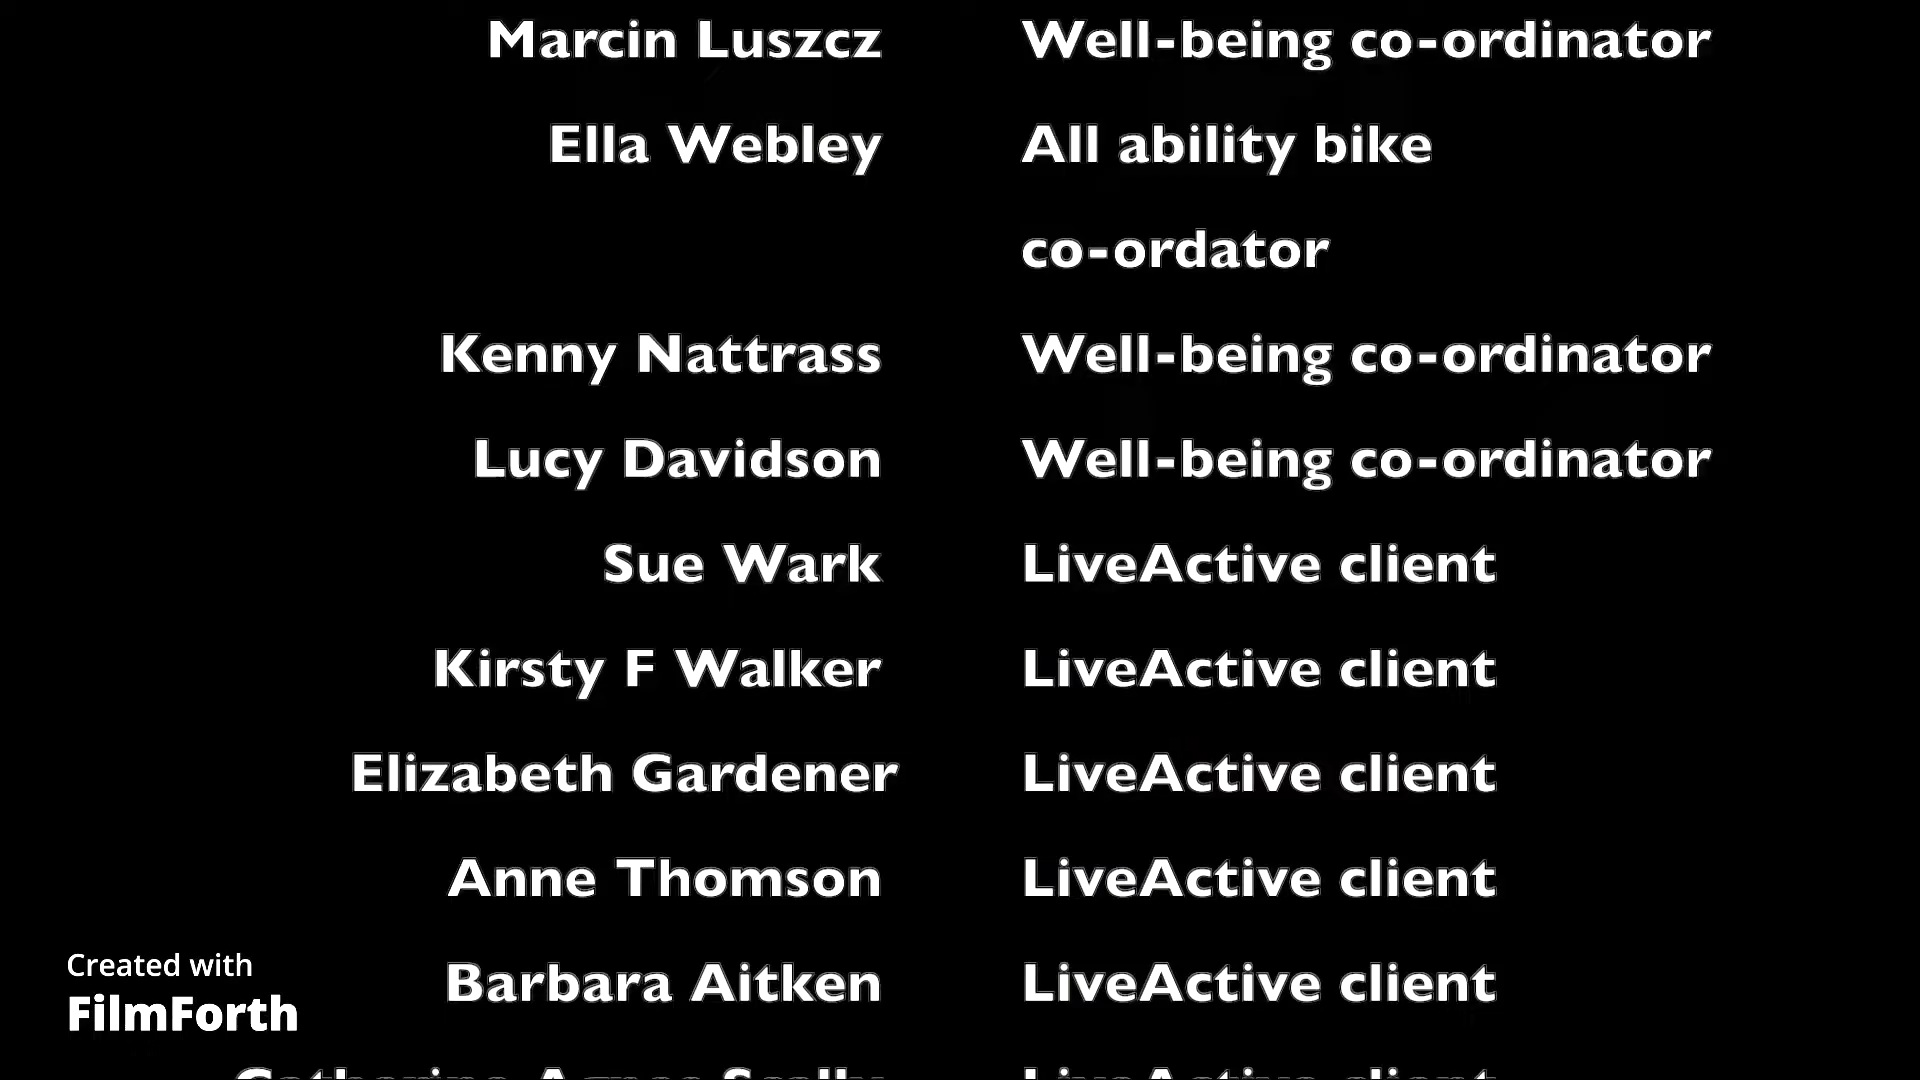 Marcin Luszcz Well-being co-ordinator
Ella Webley All ability bike
co-ordator
Kenny Nattrass Well-being co-ordinator
Lucy Davidson Well-being co-ordinator
Sue Wark LiveActive client
Kirsty F Walker LiveActive client
Elizabeth Gardener LiveActive client
Anne Thomson LiveActive client
Barbara Aitken LiveActive client
Created with
FilmForth